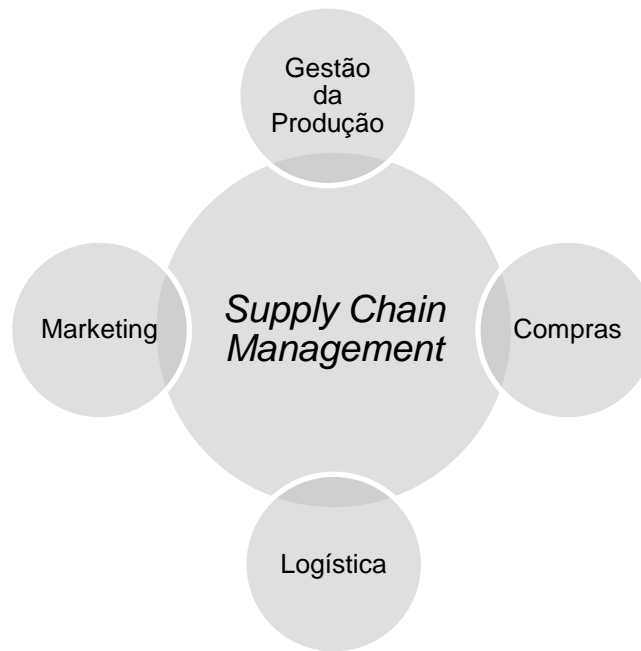 Gestão
da
Produção
Marketing
Supply Chain
Management
Compras
Logística